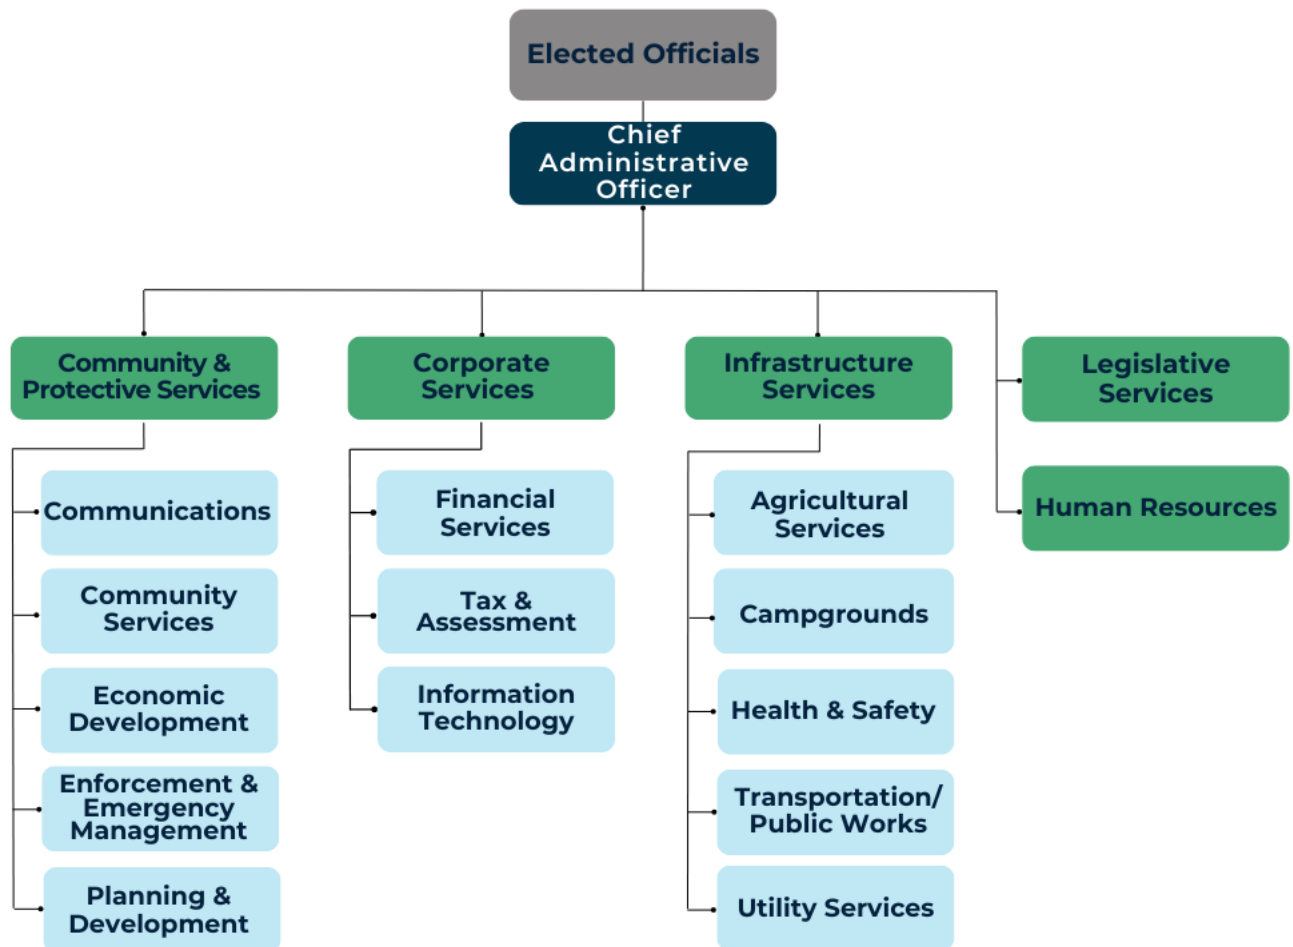 Elected Officials
Chief
Administrative
Officer
Community &
Protective Services
Corporate
Services
Infrastructure
Services
Legislative
Services
Human Resources
Communications
Community
Services
Economic
Development
Enforcement &
Emergency
Management
Planning &
Development
Financial
Services
Tax &
Assessment
Information
Technology
Agricultural
Services
Campgrounds
Health & Safety
Transportation/
Public Works
Utility Services